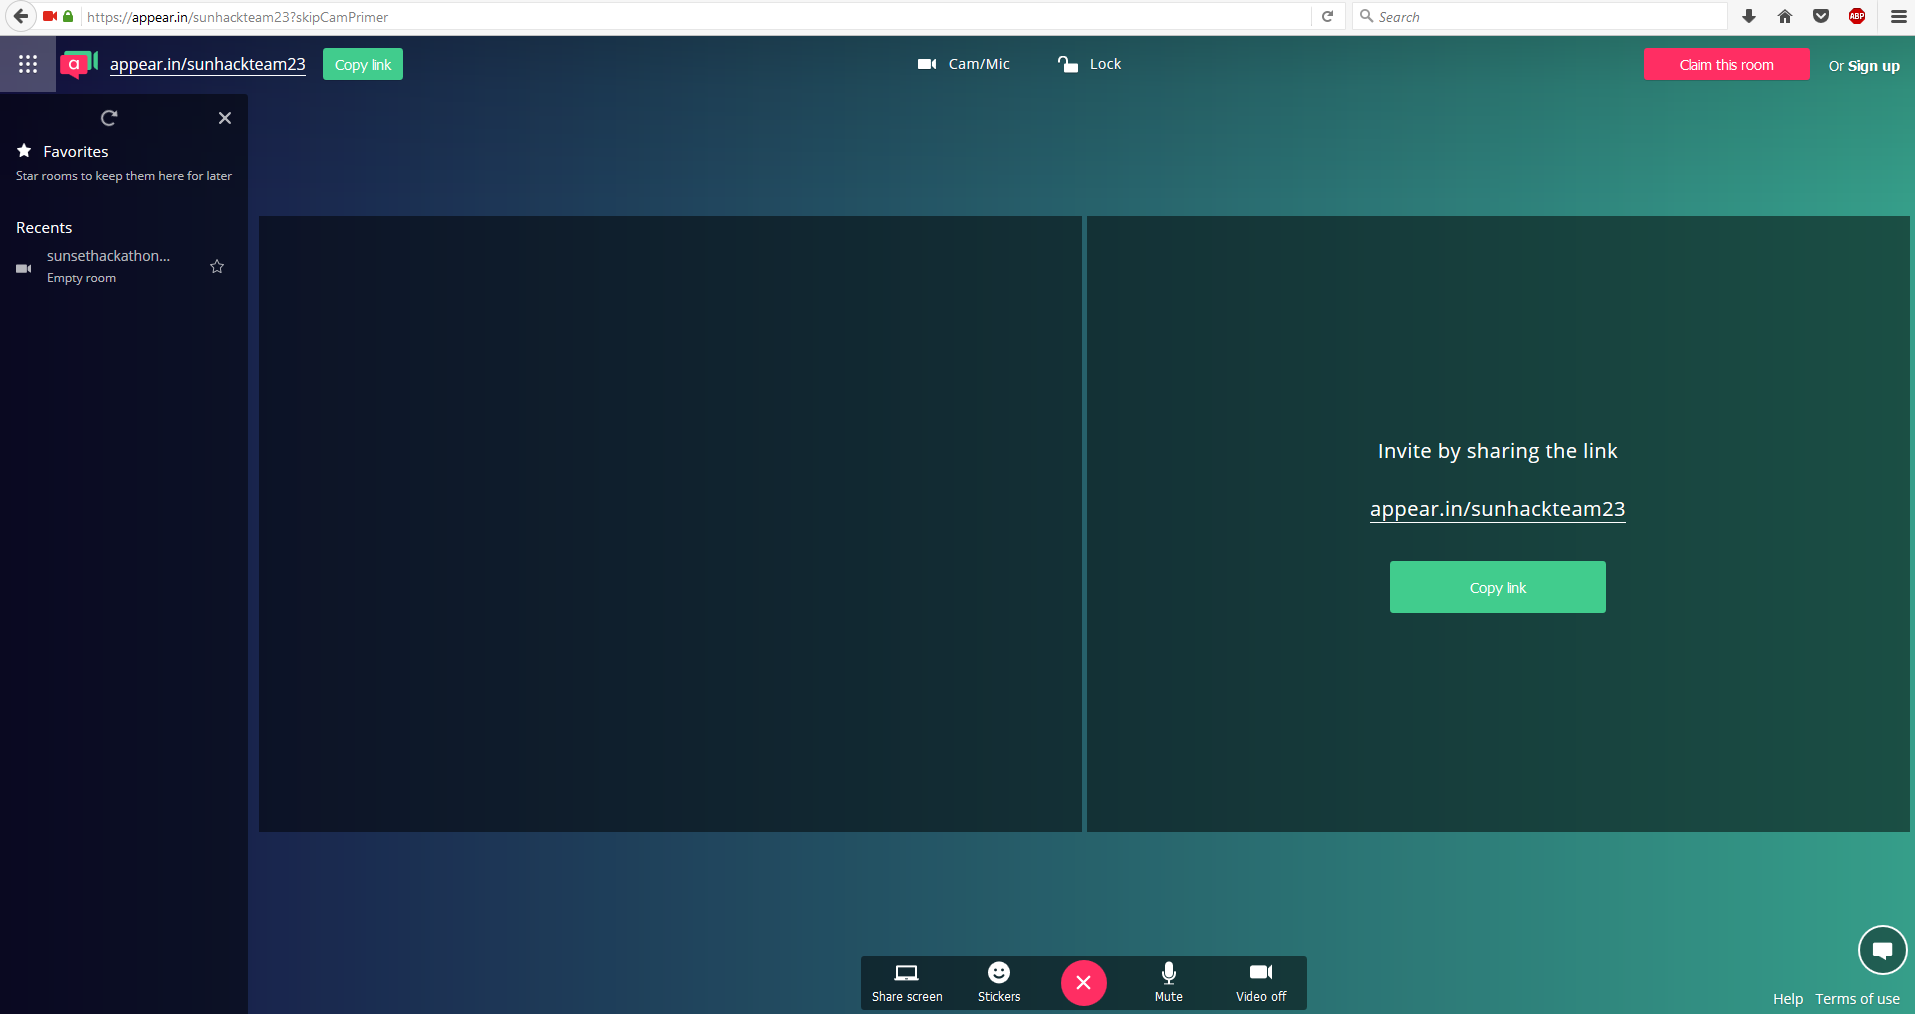 https://appear.in/sunhackteam23?skipCamPrimer
Search
ABP
a
appear.in/sunhackteam23
Copy link
Cam/Mic
Lock
Claim this room
Or Sign up
Favorites
Star rooms to keep them here for later
Recents
sunsethackathon...
Empty room
Invite by sharing the link
appear.in/sunhackteam23
Copy link
Share screen
Stickers
Mute
Video off
Help
Terms of use